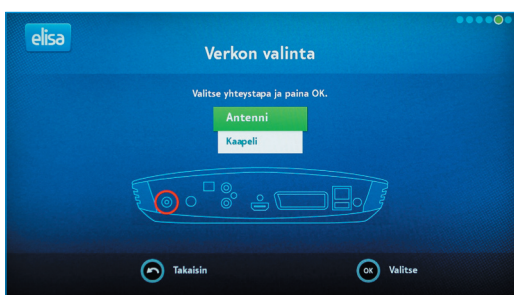 elisa
Verkon valinta
Valitse yhteystapa ja paina OK.
Antenni
Kaapeli
Takaisin
OK Valitse